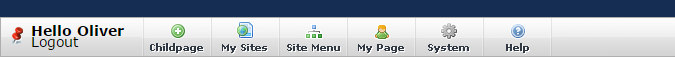 Hello Oliver
Logout
Childpage
My Sites
Site Menu
My Page
System
Help